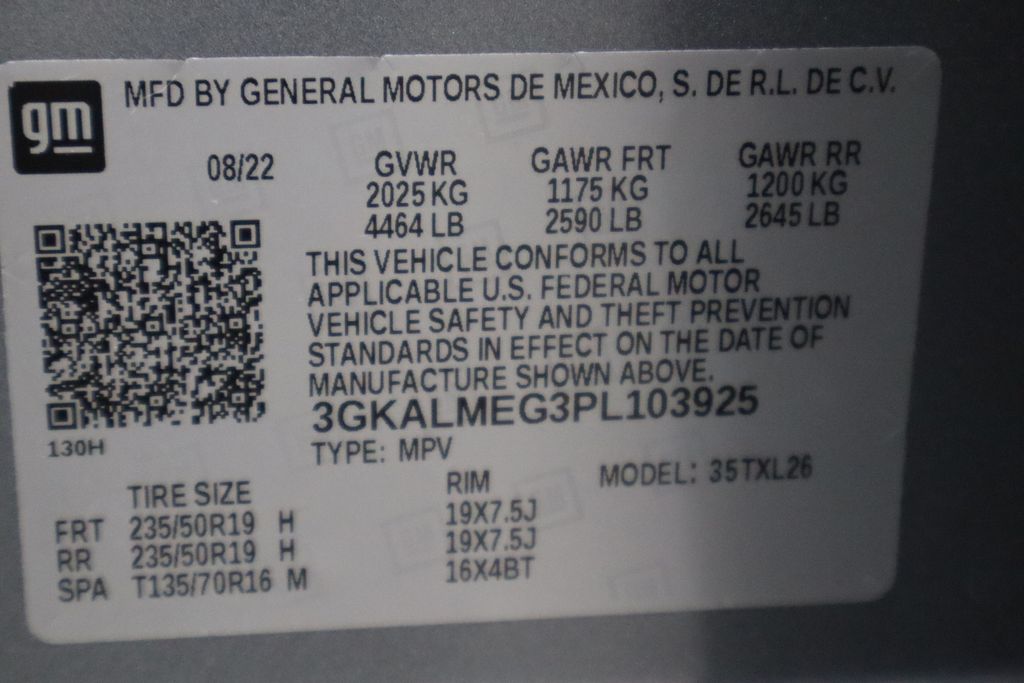 gm
MFD BY GENERAL MOTORS DE MEXICO, S. DE R.L. DE C.V.
08/22 GVWR GAWR FRT GAWR RR
2025 KG 1175 KG 1200 KG
4464 LB 2590 LB 2645 LB
THIS VEHICLE CONFORMS TO ALL
APPLICABLE U.S. FEDERAL MOTOR
VEHICLE SAFETY AND THEFT PREVENTION
STANDARDS IN EFFECT ON THE DATE OF
MANUFACTURE SHOWN ABOVE.
3GKALMEG3PL103925
130H
TYPE: MPV
MODEL: 35TXL26
TIRE SIZE RIM
FRT 235/50R19 H 19X7.5J
RR 235/50R19 H 19X7.5J
SPA T135/70R16 M 16X4BT